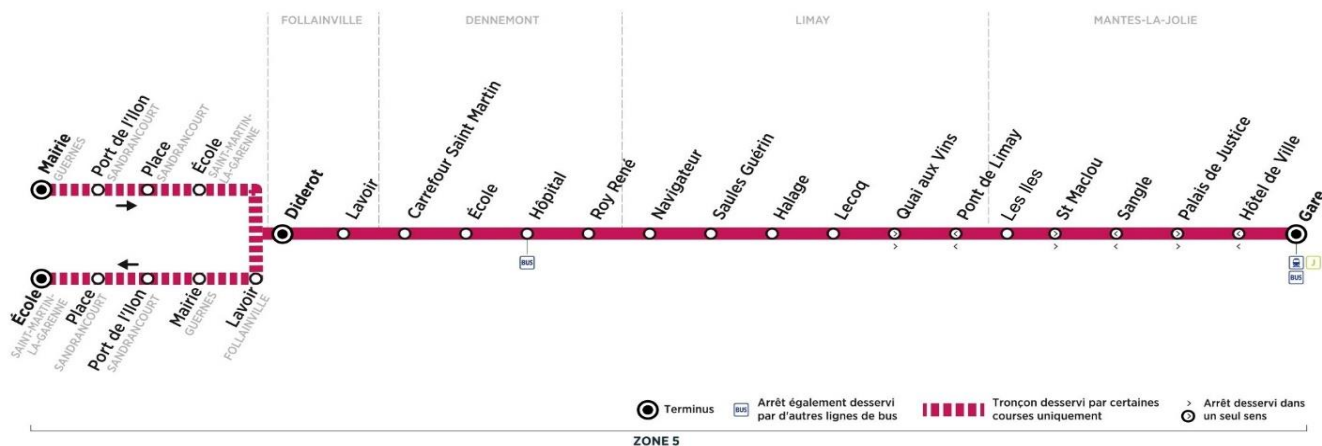 FOLLAINVILLE
DENNEMONT
LIMAY
MANTES-LA-JOLIE
Mairie
GUERNES
Port de l'Ilon
SANDRANCOURT
Place
SANDRANCOURT
École
SAINT-MARTIN-
LA-GARENNE
Diderot
Lavoir
Carrefour Saint Martin
École
Hôpital
Roy René
Navigateur
Saules Guérin
Halage
Lecoq
Quai aux Vins
Pont de Limay
Les Iles
St Maclou
Sangle
Palais de Justice
Hôtel de Ville
Gare
BUS
J
BUS
École
SAINT-MARTIN-
LA-GARENNE
Place
SANDRANCOURT
Port de l'Ilon
SANDRANCOURT
Mairie
GUERNES
Lavoir
FOLLAINVILLE
Terminus
BUS
Arrêt également desservi
par d'autres lignes de bus
Tronçon desservi par certaines
courses uniquement
Arrêt desservi dans
un seul sens
ZONE 5